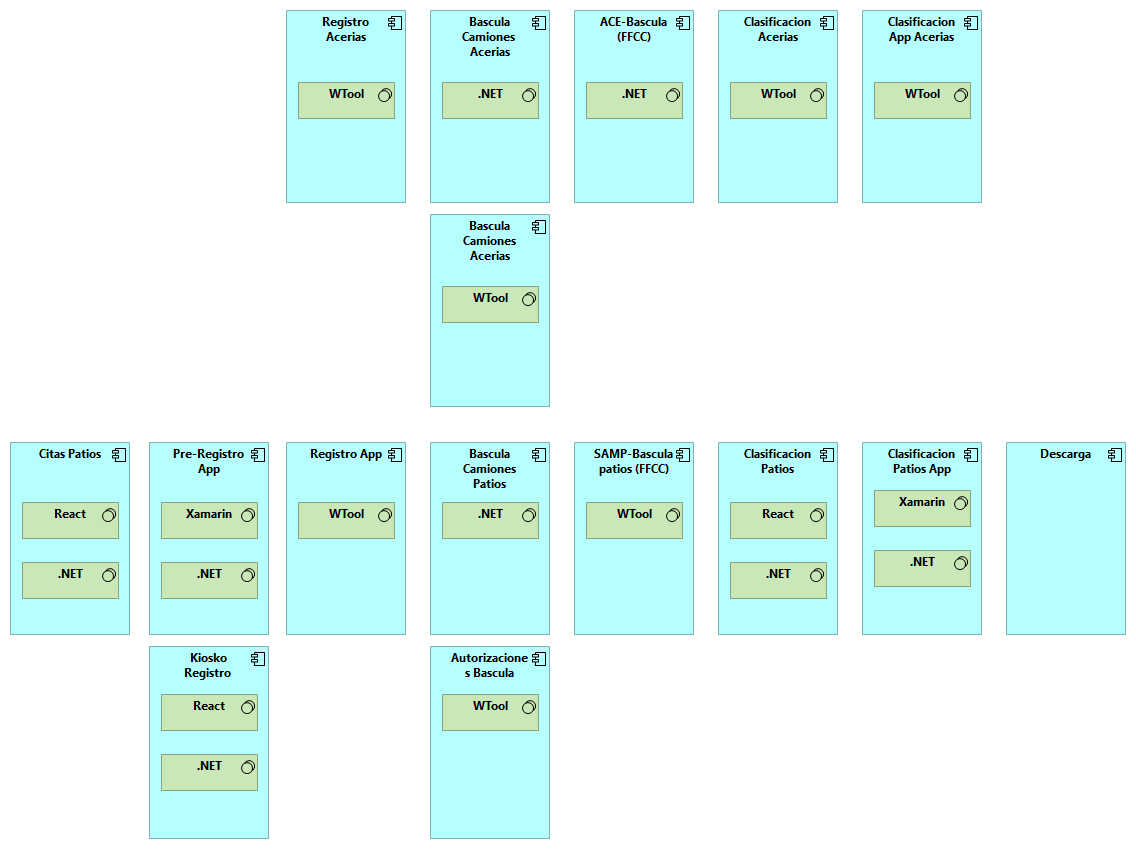 Registro
Acerias
WTool
Bascula
Camiones
Acerias
.NET
ACE-Bascula
(FFCC)
.NET
Clasificacion
Acerias
WTool
Clasificacion
App Acerias
WTool
Bascula
Camiones
Acerias
WTool
Citas Patios
React
.NET
Pre-Registro
App
Xamarin
.NET
Registro App
WTool
Bascula
Camiones
Patios
.NET
SAMP-Bascula
patios (FFCC)
WTool
Clasificacion
Patios
React
.NET
Clasificacion
Patios App
Xamarin
.NET
Descarga
Kiosko
Registro
React
.NET
Autorizacione
s Bascula
WTool